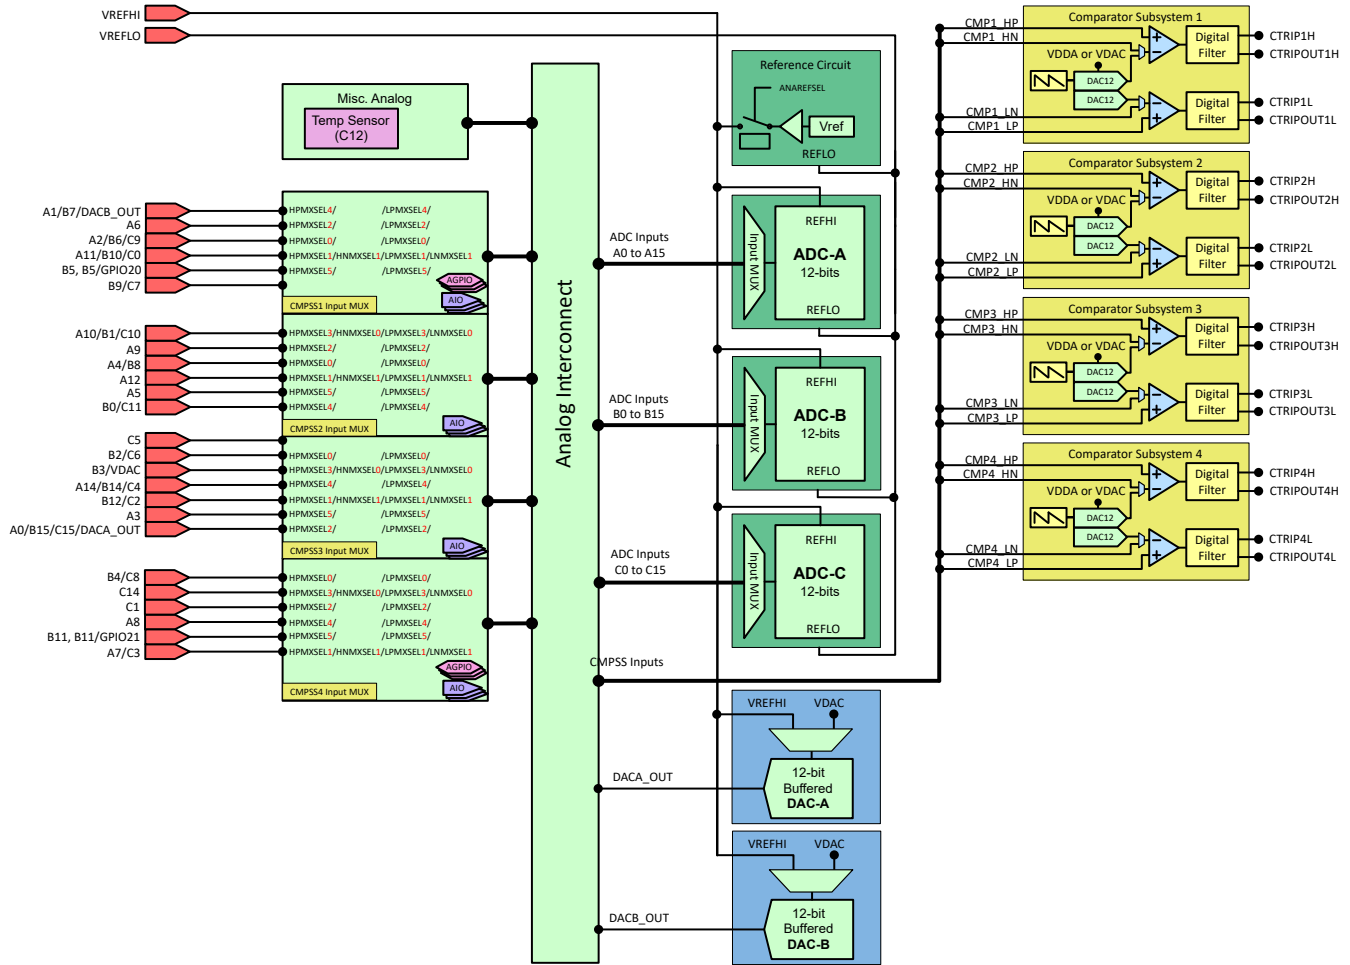 VREFHI
VREFLO
Misc. Analog
Temp Sensor
(C12)
A1/B7/DACB_OUT
A6
A2/B6/C9
A11/B10/C0
B5, B5/GPIO20
B9/C7
HPMXSEL4/ /LPMXSEL4/
HPMXSEL2/ /LPMXSEL2/
HPMXSEL0/ /LPMXSEL0/
HPMXSEL1/HNMXSEL1/LPMXSEL1/LNMXSEL1
HPMXSEL5/ /LPMXSEL5/
AGPIO
AIO
CMPSS1 Input MUX
A10/B1/C10
A9
A4/B8
A12
A5
B0/C11
HPMXSEL3/HNMXSEL0/LPMXSEL3/LNMXSEL0
HPMXSEL2/ /LPMXSEL2/
HPMXSEL0/ /LPMXSEL0/
HPMXSEL1/HNMXSEL1/LPMXSEL1/LNMXSEL1
HPMXSEL5/ /LPMXSEL5/
HPMXSEL4/ /LPMXSEL4/
AIO
CMPSS2 Input MUX
C5
B2/C6
B3/VDAC
A14/B14/C4
B12/C2
A3
A0/B15/C15/DACA_OUT
HPMXSEL0/ /LPMXSEL0/
HPMXSEL3/HNMXSEL0/LPMXSEL3/LNMXSEL0
HPMXSEL4/ /LPMXSEL4/
HPMXSEL1/HNMXSEL1/LPMXSEL1/LNMXSEL1
HPMXSEL5/ /LPMXSEL5/
HPMXSEL2/ /LPMXSEL2/
AIO
CMPSS3 Input MUX
B4/C8
C14
C1
A8
B11, B11/GPIO21
A7/C3
HPMXSEL0/ /LPMXSEL0/
HPMXSEL3/HNMXSEL0/LPMXSEL3/LNMXSEL0
HPMXSEL2/ /LPMXSEL2/
HPMXSEL4/ /LPMXSEL4/
HPMXSEL5/ /LPMXSEL5/
HPMXSEL1/HNMXSEL1/LPMXSEL1/LNMXSEL1
AGPIO
AIO
CMPSS4 Input MUX
Analog Interconnect
Reference Circuit
ANAREFSEL
Vref
REFLO
ADC Inputs
A0 to A15
Input MUX
REFHI
ADC-A
12-bits
REFLO
ADC Inputs
B0 to B15
Input MUX
REFHI
ADC-B
12-bits
REFLO
ADC Inputs
C0 to C15
Input MUX
REFHI
ADC-C
12-bits
REFLO
CMPSS Inputs
VREFHI VDAC
DACA_OUT
12-bit
Buffered
DAC-A
VREFHI VDAC
DACB_OUT
12-bit
Buffered
DAC-B
Comparator Subsystem 1
CMP1_HP
CMP1_HN
VDDA or VDAC
DAC12
DAC12
CMP1_LN
CMP1_LP
Digital
Filter
Digital
Filter
CTRIP1H
CTRIPOUT1H
CTRIP1L
CTRIPOUT1L
Comparator Subsystem 2
CMP2_HP
CMP2_HN
VDDA or VDAC
DAC12
DAC12
CMP2_LN
CMP2_LP
Digital
Filter
Digital
Filter
CTRIP2H
CTRIPOUT2H
CTRIP2L
CTRIPOUT2L
Comparator Subsystem 3
CMP3_HP
CMP3_HN
VDDA or VDAC
DAC12
DAC12
CMP3_LN
CMP3_LP
Digital
Filter
Digital
Filter
CTRIP3H
CTRIPOUT3H
CTRIP3L
CTRIPOUT3L
Comparator Subsystem 4
CMP4_HP
CMP4_HN
VDDA or VDAC
DAC12
DAC12
CMP4_LN
CMP4_LP
Digital
Filter
Digital
Filter
CTRIP4H
CTRIPOUT4H
CTRIP4L
CTRIPOUT4L